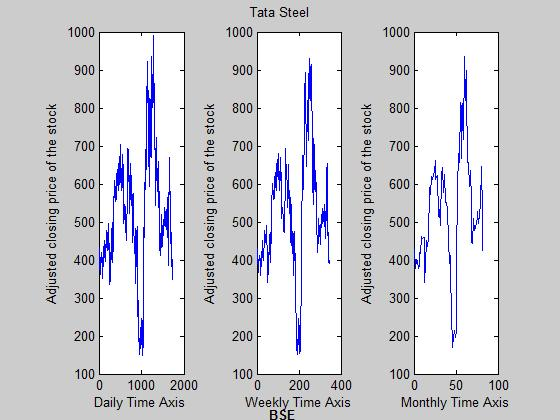 Tata Steel
1000
900
800
700
600
500
400
300
200
100
0 1000 2000
Adjusted closing price of the stock
Daily Time Axis
1000
900
800
700
600
500
400
300
200
100
0 200 400
Adjusted closing price of the stock
Weekly Time Axis
1000
900
800
700
600
500
400
300
200
100
0 50 100
Adjusted closing price of the stock
Monthly Time Axis
BSE